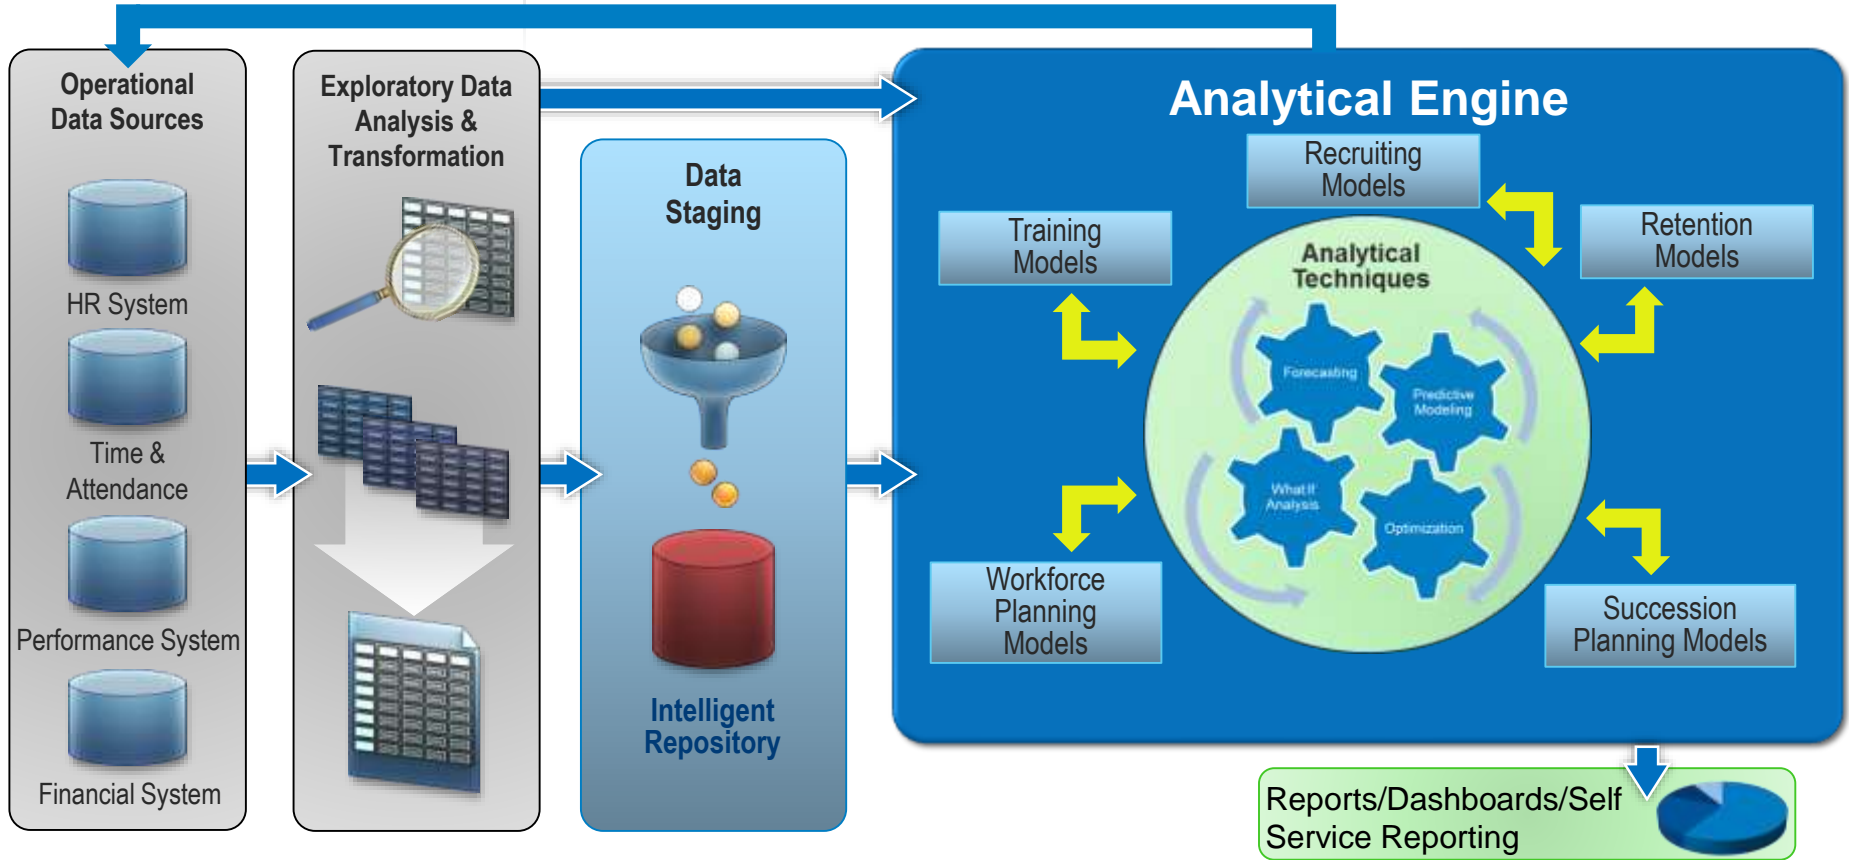 Operational
Data Sources
HR System
Time &
Attendance
Performance System
Financial System
Exploratory Data
Analysis &
Transformation
Data
Staging
Intelligent
Repository
Analytical Engine
Recruiting
Models
Training
Models
Retention
Models
Analytical
Techniques
Forecasting
Predictive
Modeling
What If
Analysis
Optimization
Workforce
Planning
Models
Succession
Planning Models
Reports/Dashboards/Self
Service Reporting